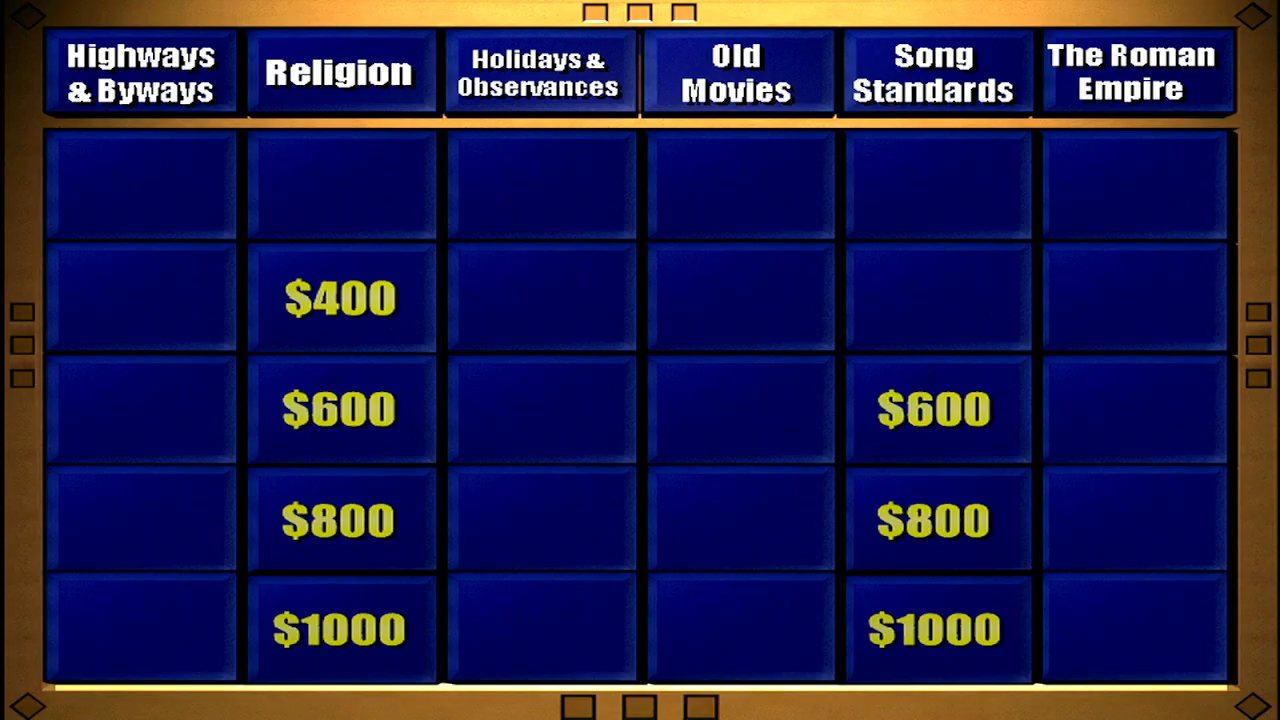 Highways
& Byways
Religion
Holidays &
Observances
Old
Movies
Song
Standards
The Roman
Empire
$400
$600
$600
$800
$800
$1000
$1000